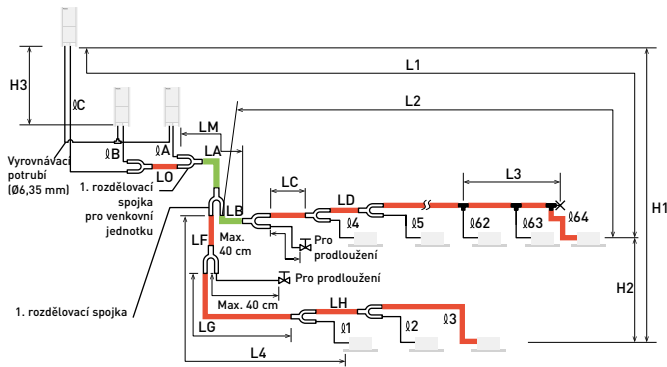 H3
L1
L2
ℓC
LM
ℓB
ℓA
LA
LO
Vyrovnávací
potrubí
(Ø6,35 mm)
1. rozdělovací
spojka
pro venkovní
jednotku
LC
LD
L3
LB
ℓ4
ℓ5
ℓ62
ℓ63
ℓ64
H1
LF
Max.
40 cm
Pro
prodloužení
H2
Pro prodloužení
Max. 40 cm
1. rozdělovací spojka
LG
LH
ℓ1
ℓ2
ℓ3
L4